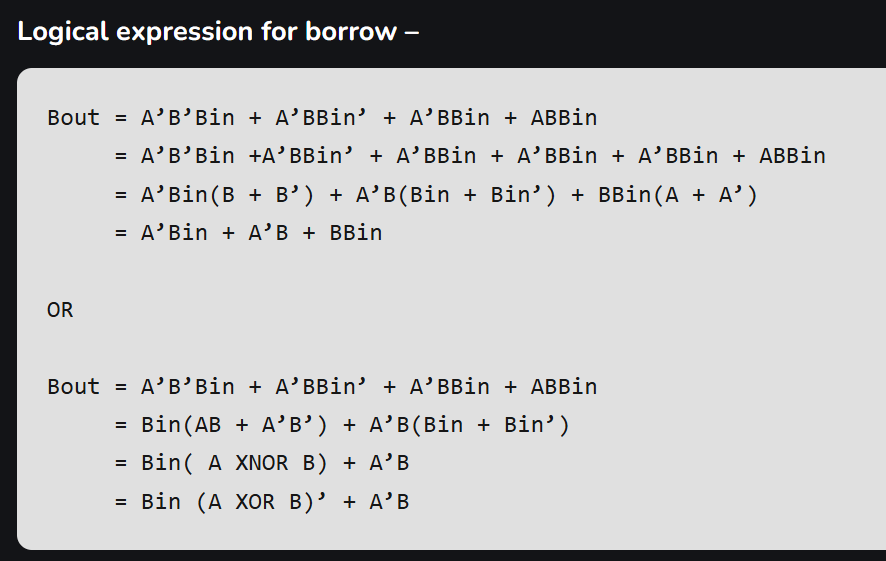 Logical expression for borrow –
Bout = A’B’Bin + A’BBin’ + A’BBin + ABBin
= A’B’Bin +A’BBin’ + A’BBin + A’BBin + A’BBin + ABBin
= A’Bin(B + B’) + A’B(Bin + Bin’) + BBin(A + A’)
= A’Bin + A’B + BBin
OR
Bout = A’B’Bin + A’BBin’ + A’BBin + ABBin
= Bin(AB + A’B’) + A’B(Bin + Bin’)
= Bin( A XNOR B) + A’B
= Bin (A XOR B)’ + A’B